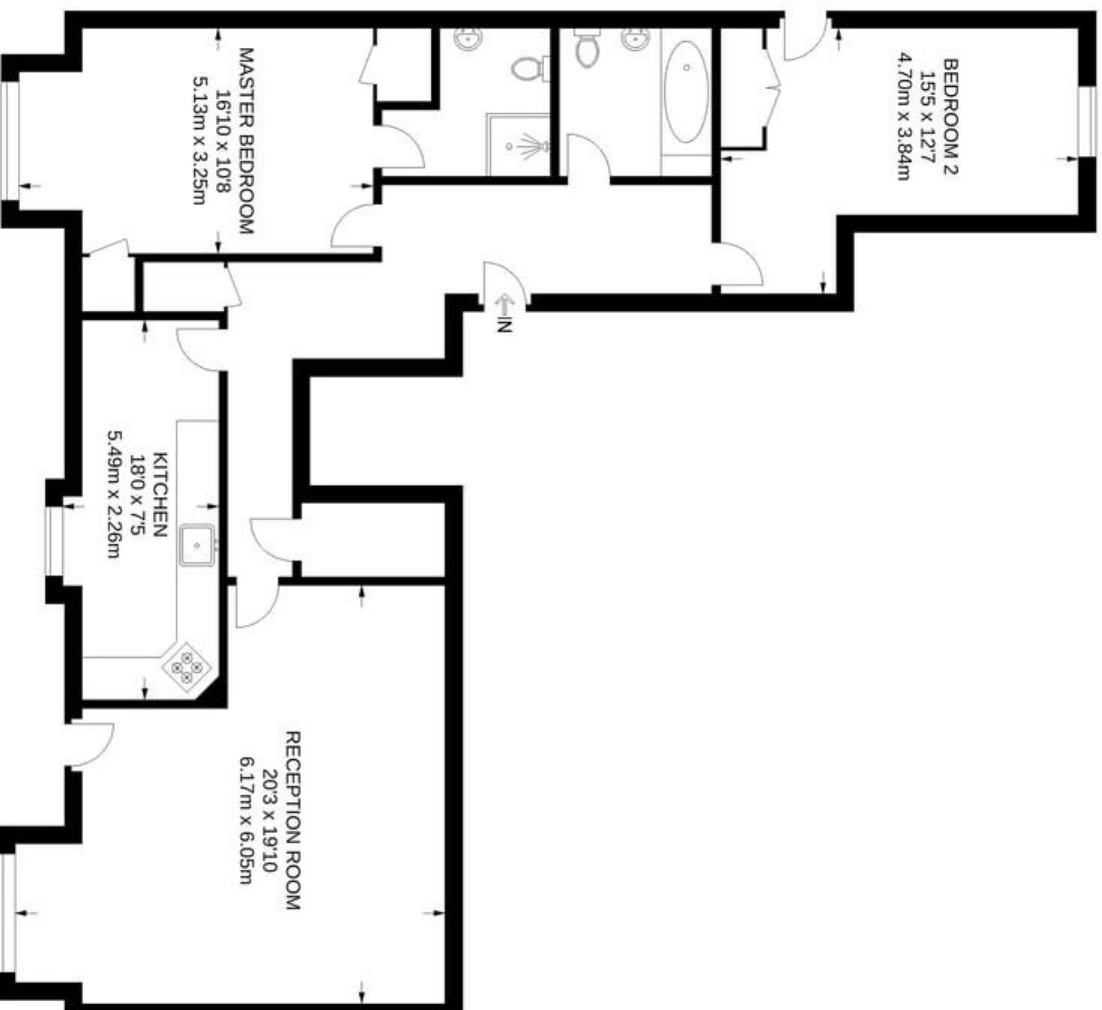 BEDROOM 2
15'5 x 12'7
4.70m x 3.84m
MASTER BEDROOM
16'10 x 10'8
5.13m x 3.25m
IN
KITCHEN
18'0 x 7'5
5.49m x 2.26m
RECEPTION ROOM
20'3 x 19'10
6.17m x 6.05m